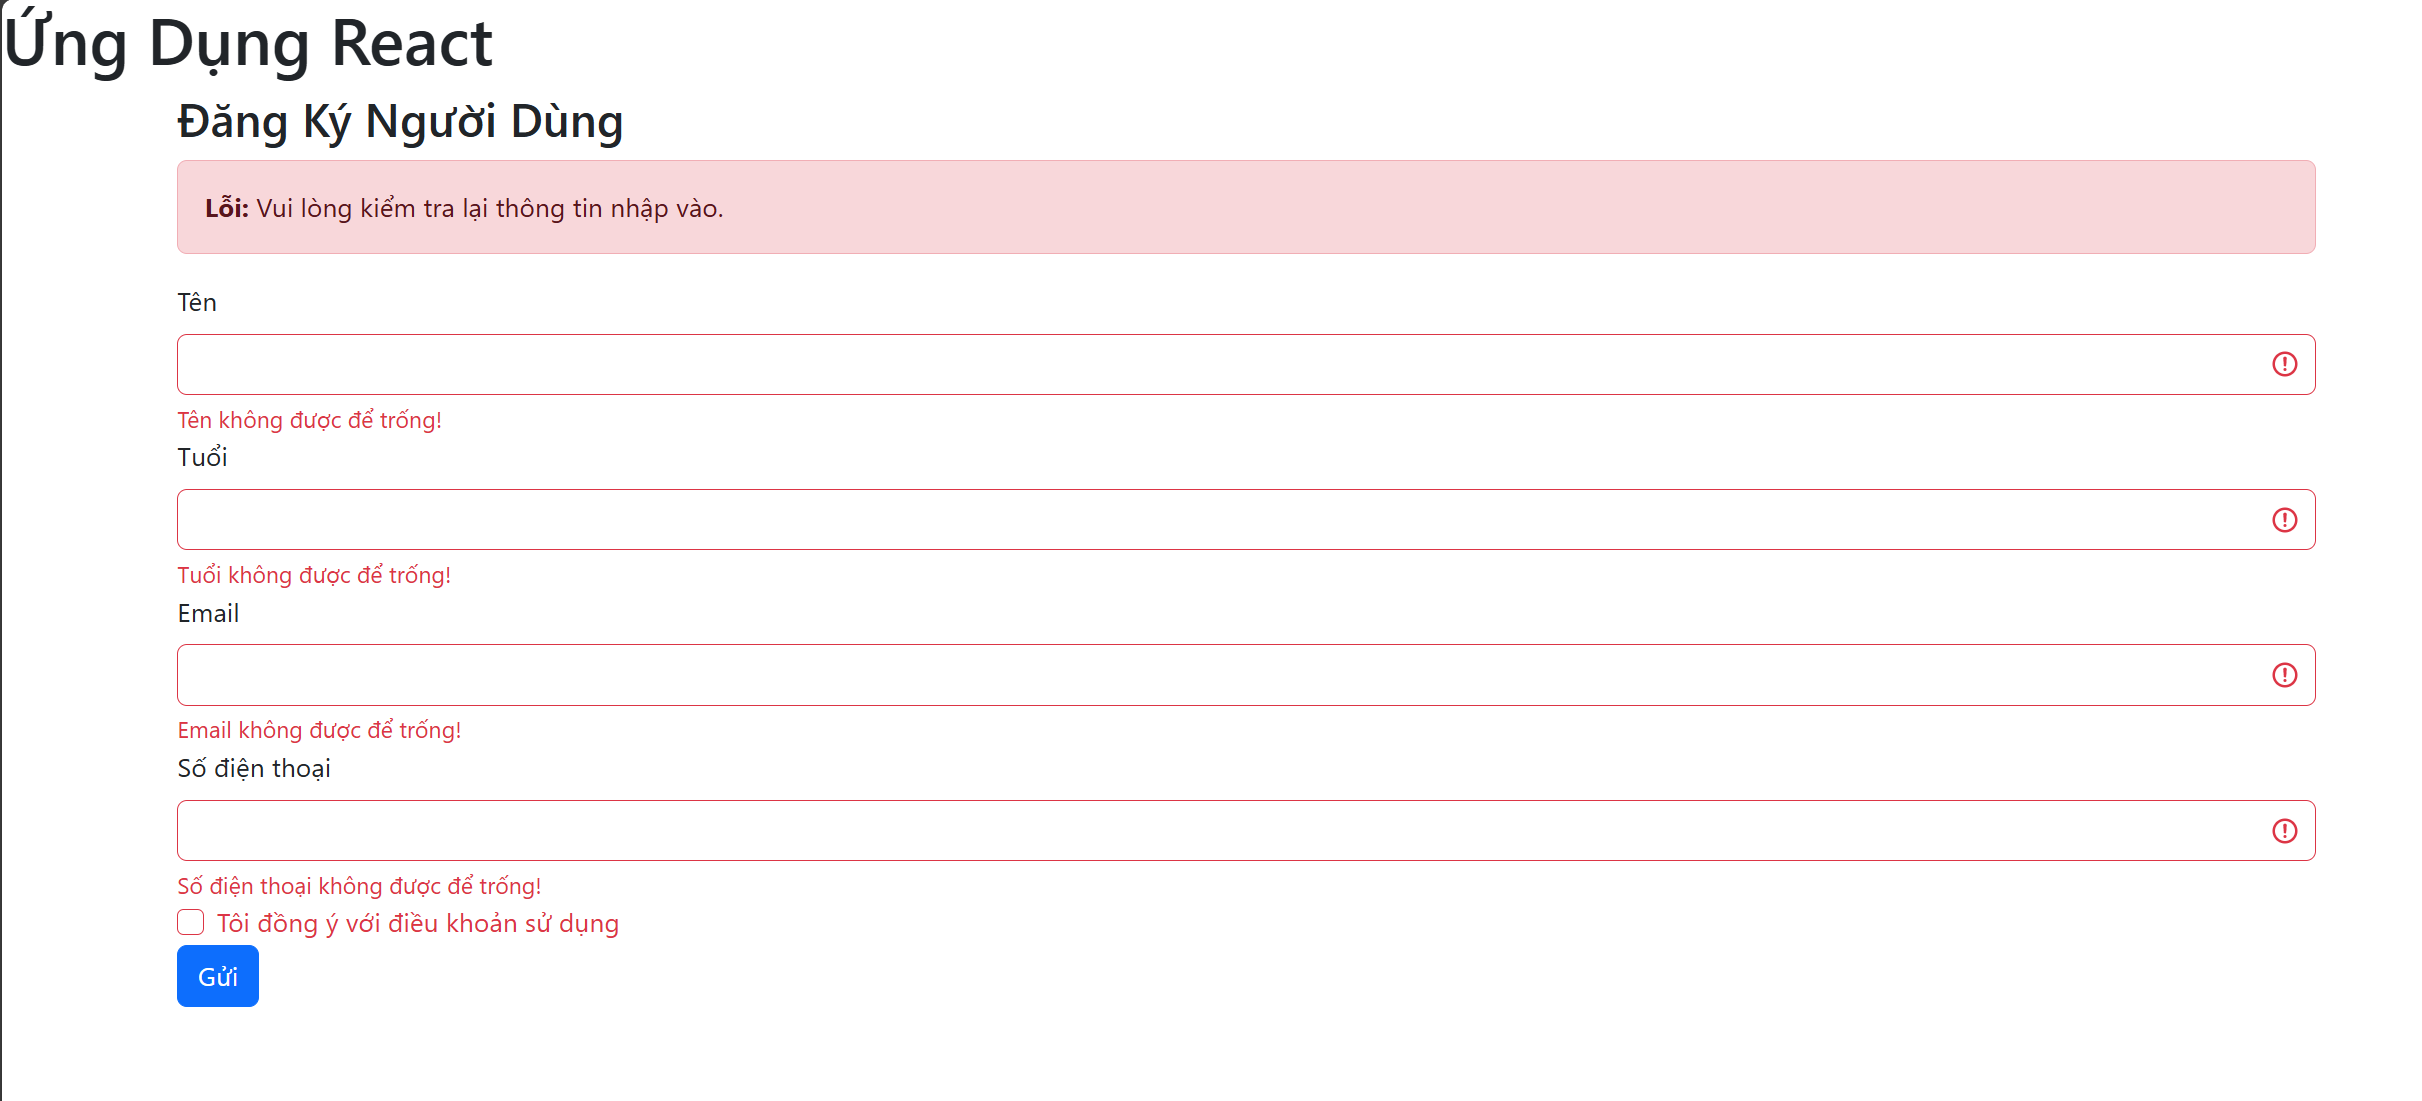 Ứng Dụng React
Đăng Ký Người Dùng
Lỗi: Vui lòng kiểm tra lại thông tin nhập vào.
Tên
Tên không được để trống!
Tuổi
Tuổi không được để trống!
Email
Email không được để trống!
Số điện thoại
Số điện thoại không được để trống!
Tôi đồng ý với điều khoản sử dụng
Gửi